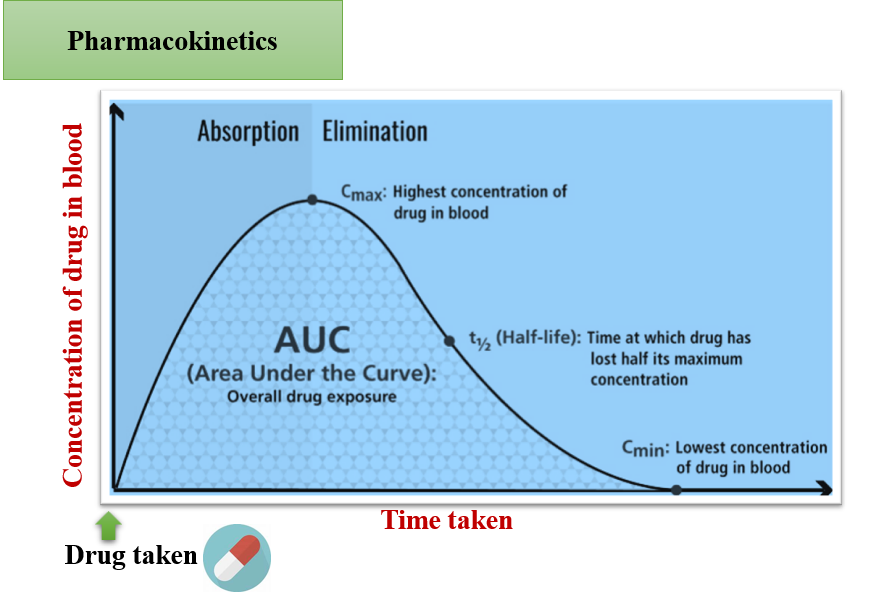 Pharmacokinetics
Concentration of drug in blood
Absorption
Elimination
Cmax: Highest concentration of
drug in blood
AUC
(Area Under the Curve):
Overall drug exposure
t½ (Half-life): Time at which drug has
lost half its maximum
concentration
Cmin: Lowest concentration
of drug in blood
Time taken
Drug taken